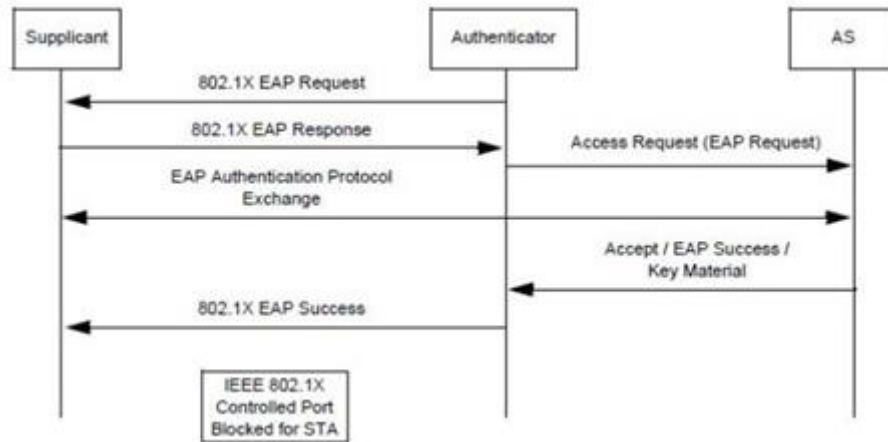 Supplicant
Authenticator
AS
802.1X EAP Request
802.1X EAP Response
Access Request (EAP Request)
EAP Authentication Protocol
Exchange
Accept / EAP Success /
Key Material
802.1X EAP Success
IEEE 802.1X
Controlled Port
Blocked for STA